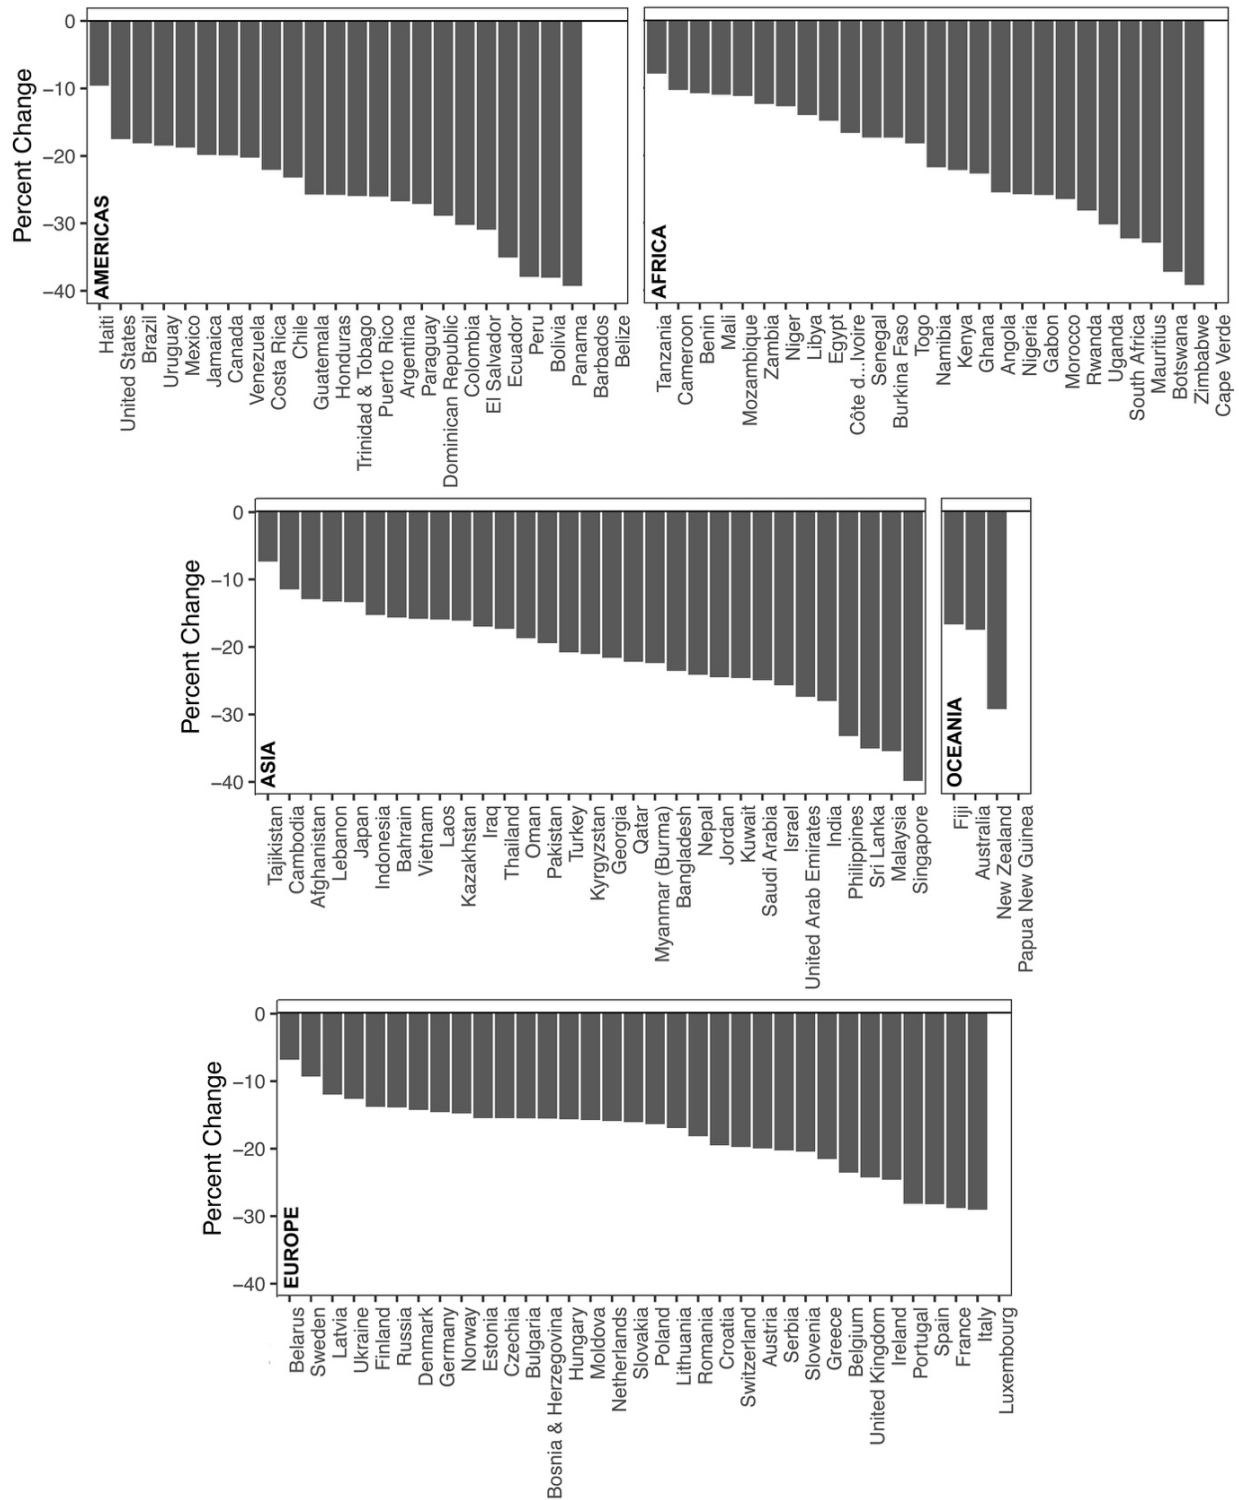 Percent Change
0
−10
−20
−30
−40
AMERICAS
Haiti
United States
Brazil
Uruguay
Mexico
Jamaica
Canada
Venezuela
Costa Rica
Chile
Guatemala
Honduras
Trinidad & Tobago
Puerto Rico
Argentina
Paraguay
Dominican Republic
Colombia
El Salvador
Ecuador
Peru
Bolivia
Panama
Barbados
Belize
AFRICA
Tanzania
Cameroon
Benin
Mali
Mozambique
Zambia
Niger
Libya
Egypt
Côte d...Ivoire
Senegal
Burkina Faso
Togo
Namibia
Kenya
Ghana
Angola
Nigeria
Gabon
Morocco
Rwanda
Uganda
South Africa
Mauritius
Botswana
Zimbabwe
Cape Verde
Percent Change
0
−10
−20
−30
−40
ASIA
Tajikistan
Cambodia
Afghanistan
Lebanon
Japan
Indonesia
Bahrain
Vietnam
Laos
Kazakhstan
Iraq
Thailand
Oman
Pakistan
Turkey
Kyrgyzstan
Georgia
Qatar
Myanmar (Burma)
Bangladesh
Nepal
Jordan
Kuwait
Saudi Arabia
Israel
United Arab Emirates
India
Philippines
Sri Lanka
Malaysia
Singapore
OCEANIA
Fiji
Australia
New Zealand
Papua New Guinea
Percent Change
0
−10
−20
−30
−40
EUROPE
Belarus
Sweden
Latvia
Ukraine
Finland
Russia
Denmark
Germany
Norway
Estonia
Czechia
Bulgaria
Bosnia & Herzegovina
Hungary
Moldova
Netherlands
Slovakia
Poland
Lithuania
Romania
Croatia
Switzerland
Austria
Serbia
Slovenia
Greece
Belgium
United Kingdom
Ireland
Portugal
Spain
France
Italy
Luxembourg